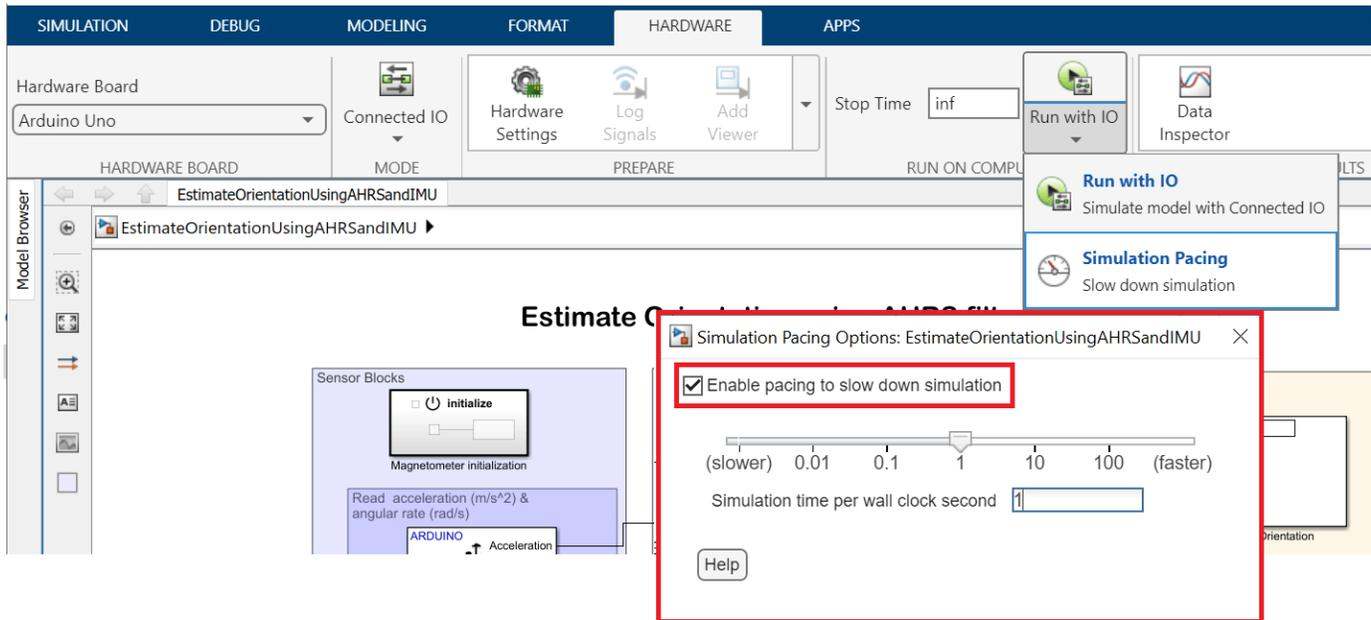 SIMULATION DEBUG MODELING FORMAT HARDWARE APPS
Hardware Board
Arduino Uno
HARDWARE BOARD
Connected IO
MODE
Hardware
Settings
Log
Signals
Add
Viewer
PREPARE
Stop Time inf
Run with IO
RUN ON COMPU
Data
Inspector
ULTS
Run with IO
Simulate model with Connected IO
Simulation Pacing
Slow down simulation
Model Browser
EstimateOrientationUsingAHRSandIMU
EstimateOrientationUsingAHRSandIMU
Estimate
Sensor Blocks
initialize
Magnetometer initialization
Read acceleration (m/s^2) &
angular rate (rad/s)
ARDUINO
Acceleration
Simulation Pacing Options: EstimateOrientationUsingAHRSandIMU
Enable pacing to slow down simulation
(slower) 0.01 0.1 1 10 100 (faster)
Simulation time per wall clock second 1
Help
Orientation